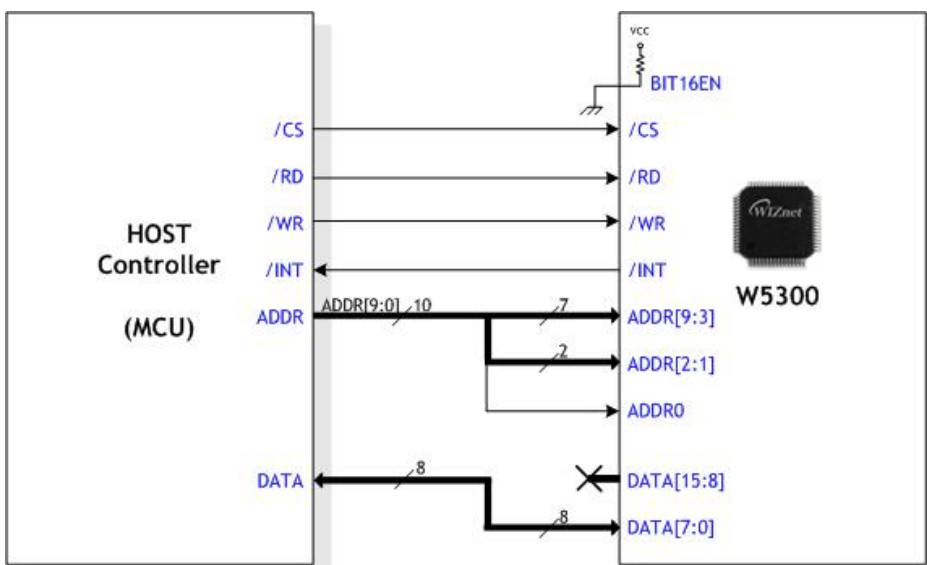 vcc
BIT16EN
/CS
/CS
/RD
/RD
/WR
/WR
WIZnet
HOST
Controller
(MCU)
/INT
/INT
W5300
ADDR
ADDR[9:0]
10
7
ADDR[9:3]
2
ADDR[2:1]
ADDR0
DATA
8
DATA[15:8]
8
DATA[7:0]